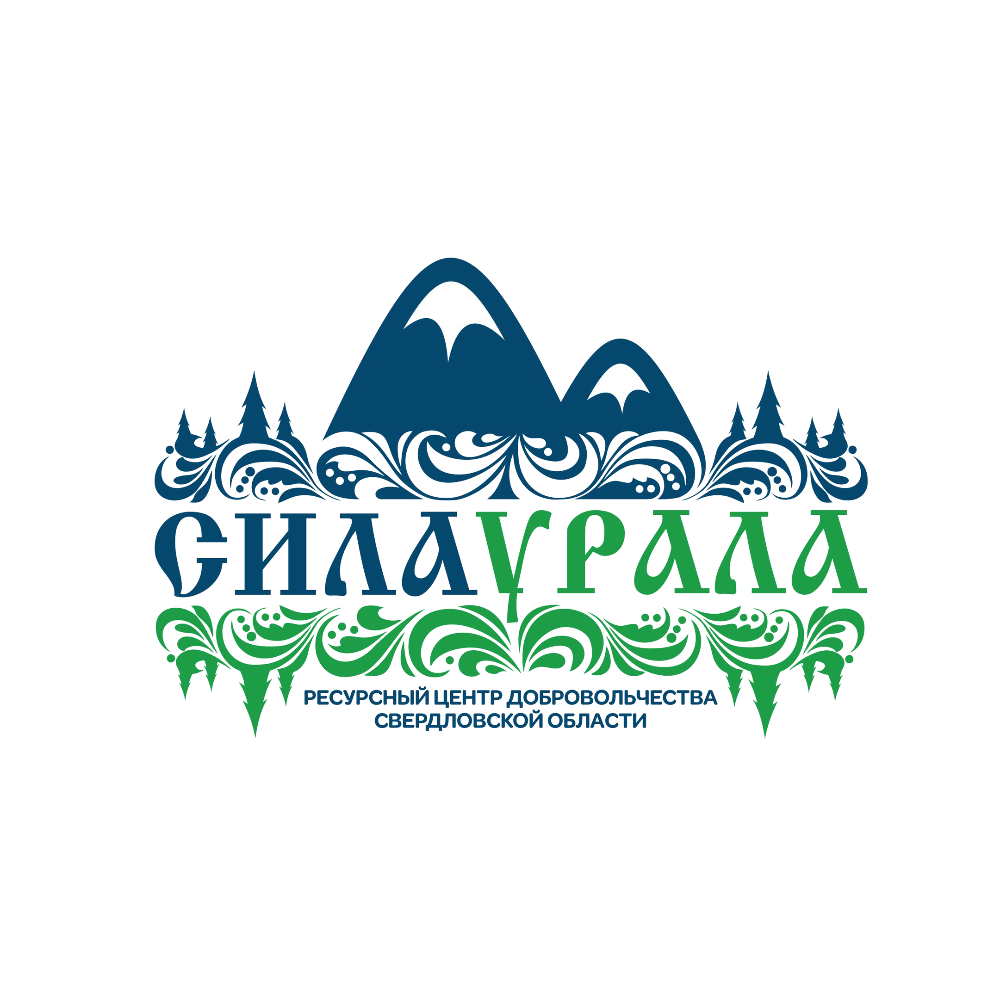 СИЛАУРАЛА
РЕСУРСНЫЙ ЦЕНТР ДОБРОВОЛЬЧЕСТВА
СВЕРДЛОВСКОЙ ОБЛАСТИ